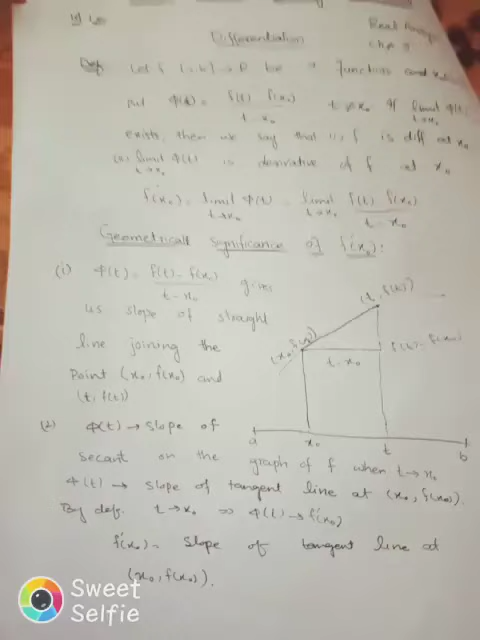 Real Analysis
Chp 5
Differentiation
Def Let f: [a,b] → R be a function and x₀
put Φ(t) = f(t) - f(x₀) / t - x₀ t ≠ x₀ if limit t→x₀ Φ(t)
exists, then we say that f is diff at x₀
limit t→x₀ Φ(t) is derivative of f at x₀
f'(x₀) = limit t→x₀ Φ(t) = limit t→x₀ f(t) - f(x₀) / t - x₀
Geometrical significance of f'(x₀):
(1) Φ(t) = f(t) - f(x₀) / t - x₀ gives
us slope of straight
line joining the
point (x₀, f(x₀) and
(t, f(t))
(t, f(t))
(x₀, f(x₀))
f(t) - f(x₀)
t - x₀
a x₀ t b
(2) Φ(t) → slope of
secant on the graph of f when t → x₀
Φ(t) → slope of tangent line at (x₀, f(x₀)).
By def. t → x₀ ⇒ Φ(t) → f'(x₀)
f'(x₀) = slope of tangent line at
(x₀, f(x₀)).
Sweet
Selfie